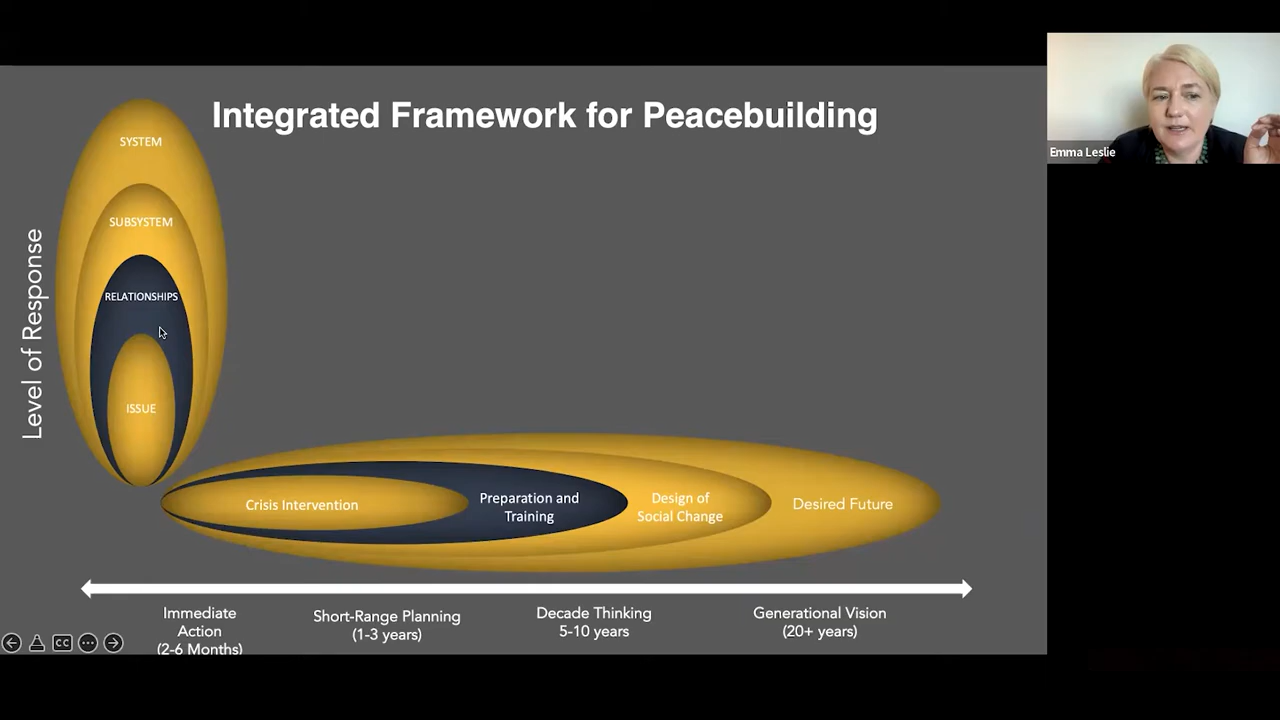 Integrated Framework for Peacebuilding
Emma Leslie
Level of Response
SYSTEM
SUBSYSTEM
RELATIONSHIPS
ISSUE
Crisis Intervention
Preparation and
Training
Design of
Social Change
Desired Future
Immediate
Action
(2-6 Months)
Short-Range Planning
(1-3 years)
Decade Thinking
5-10 years
Generational Vision
(20+ years)
CC